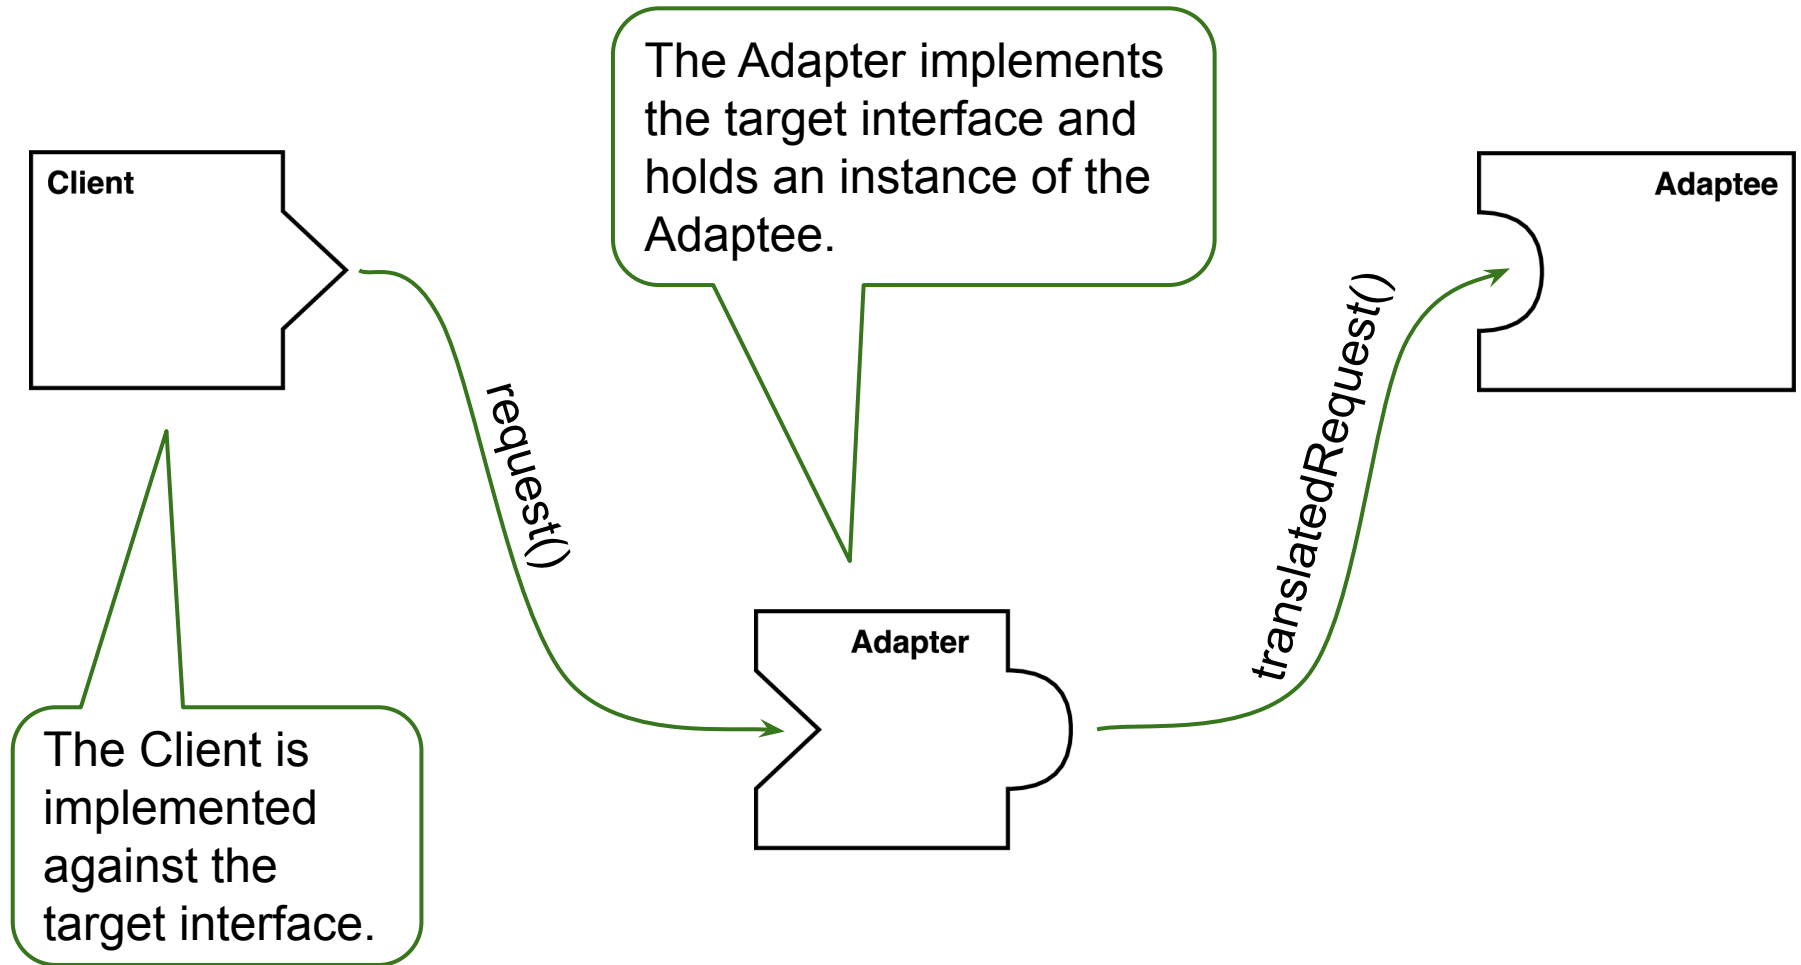 The Adapter implements
the target interface and
holds an instance of the
Adaptee.
Client
Adaptee
request()
translatedRequest()
Adapter
The Client is
implemented
against the
target interface.